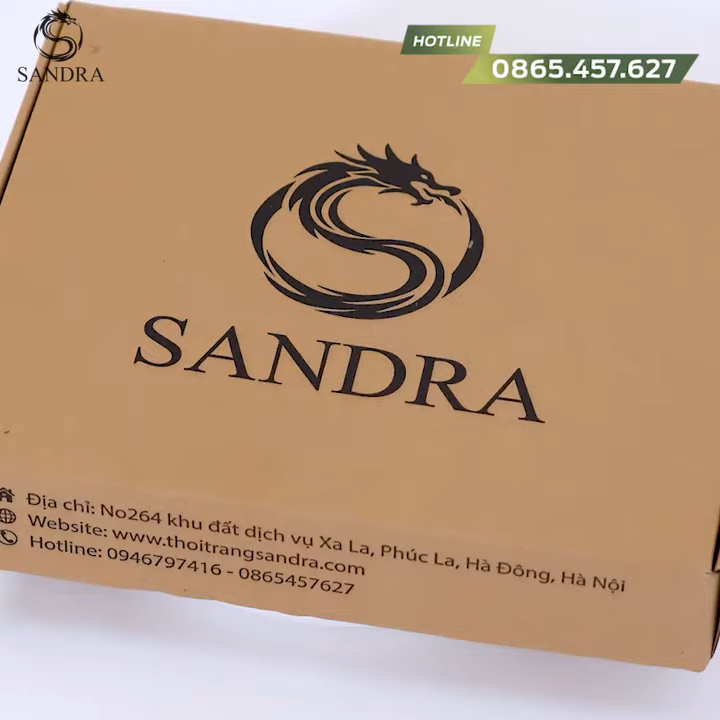 SANDRA
HOTLINE
0865.457.627
SANDRA
Địa chỉ: No264 khu đất dịch vụ Xa La, Phúc La, Hà Đông, Hà Nội
Website: www.thoitrangsandra.com
Hotline: 0946797416 - 0865457627